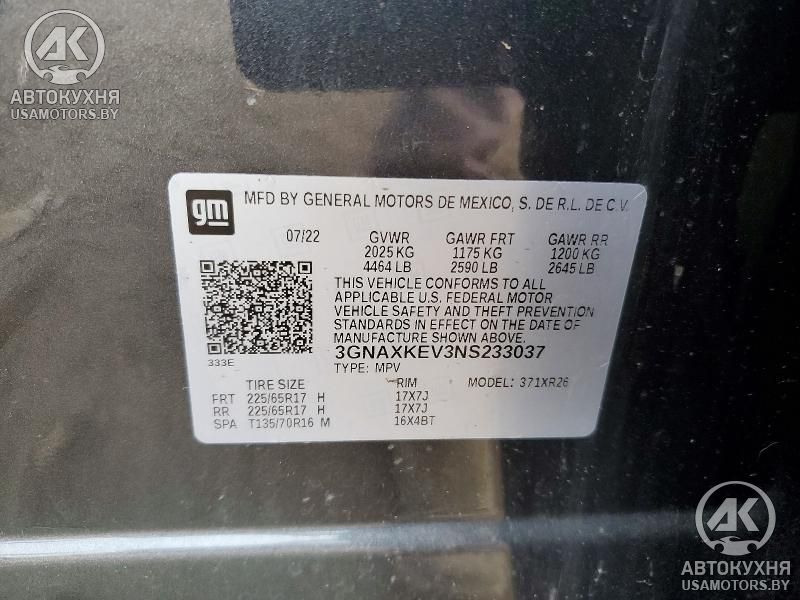 AK
АВТОКУХНЯ
USAMOTORS.BY
gm
MFD BY GENERAL MOTORS DE MEXICO, S. DE R.L. DE C.V.
07/22 GVWR GAWR FRT GAWR RR
2025 KG 1175 KG 1200 KG
4464 LB 2590 LB 2645 LB
THIS VEHICLE CONFORMS TO ALL
APPLICABLE U.S. FEDERAL MOTOR
VEHICLE SAFETY AND THEFT PREVENTION
STANDARDS IN EFFECT ON THE DATE OF
MANUFACTURE SHOWN ABOVE.
3GNAXKEV3NS233037
333E
TYPE: MPV
TIRE SIZE RIM MODEL: 371XR26
FRT 225/65R17 H 17X7J
RR 225/65R17 H 17X7J
SPA T135/70R16 M 16X4BT
AK
АВТОКУХНЯ
USAMOTORS.BY